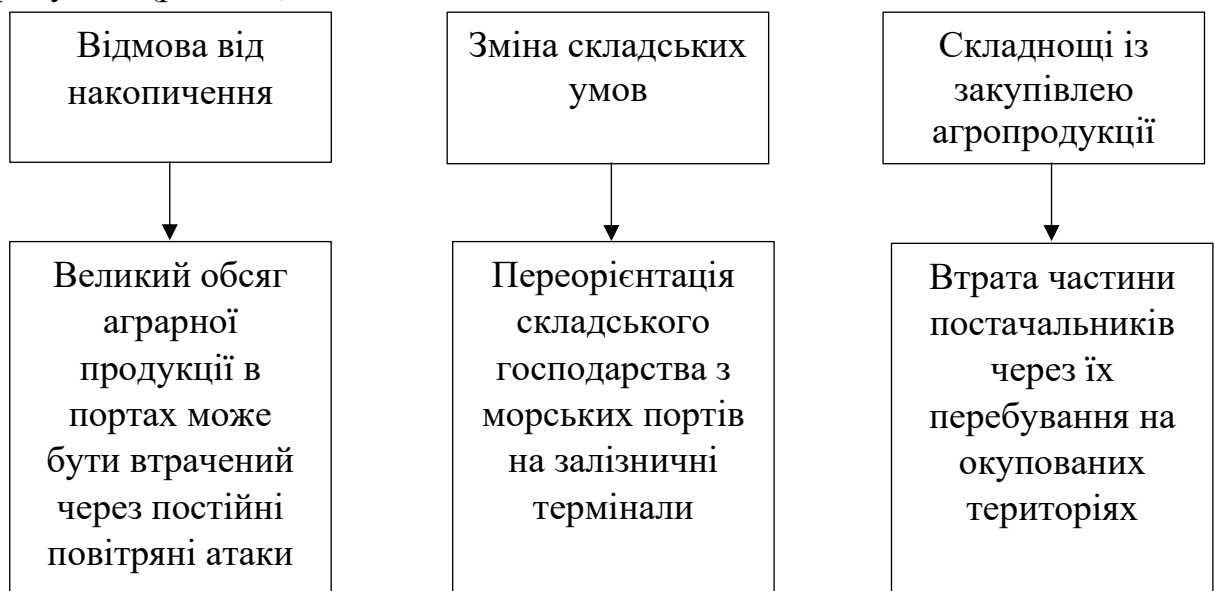 Відмова від
накопичення
Зміна складських
умов
Складнощі із
закупівлею
агропродукції
Великий обсяг
аграрної
продукції в
портах може
бути втрачений
через постійні
повітряні атаки
Переорієнтація
складського
господарства з
морських портів
на залізничні
термінали
Втрата частини
постачальників
через їх
перебування на
окупованих
територіях